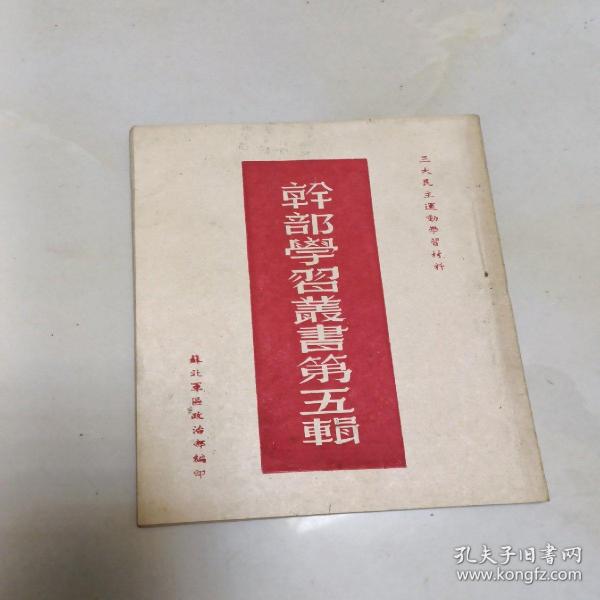 三大民主運動學習材料
幹部學習叢書第五輯
蘇北軍區政治部編印
孔夫子旧书网
www.kongfz.com